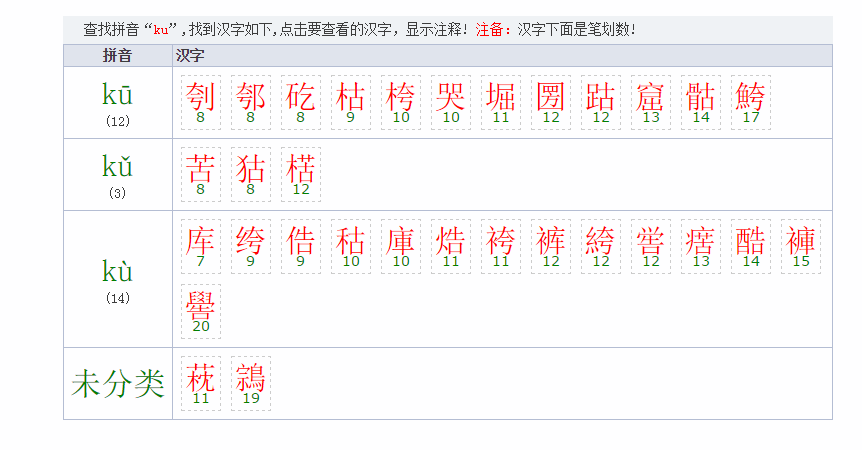 查找拼音“ku”,找到汉字如下,点击要查看的汉字，显示注释! 注备：汉字下面是笔划数!
拼音 汉字
kū 刳 郀 矻 枯 桍 哭 堀 圐 跍 窟 骷 鮬
(12) 8 8 8 9 10 10 11 12 12 13 14 17
kǔ 苦 狜 楛
(3) 8 8 12
kù 库 绔 俈 秙 庫 焅 袴 裤 絝 喾 瘔 酷 褲
7 9 9 10 10 11 11 12 12 12 13 14 15
(14) 嚳
20
未分类 萙 鶟
11 19